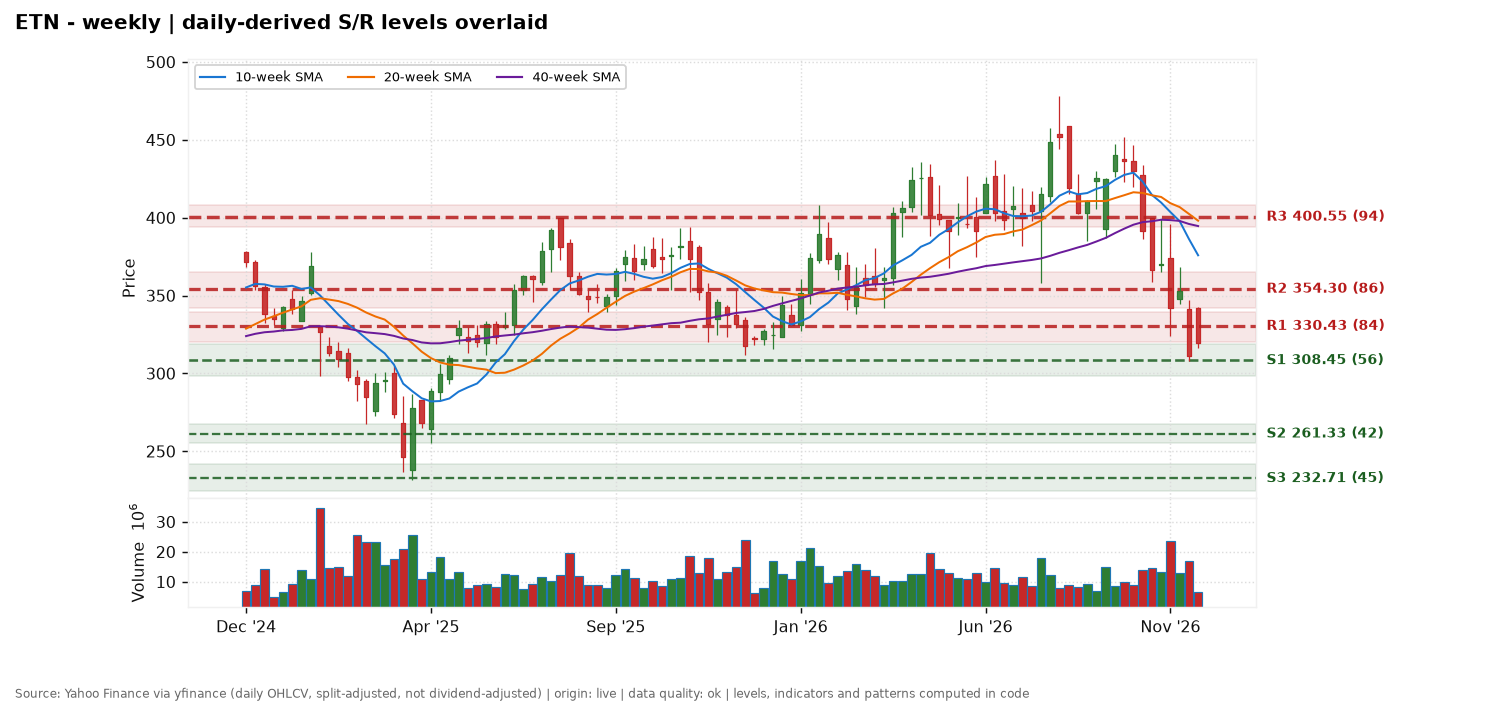 ETN - weekly | daily-derived S/R levels overlaid
10-week SMA 20-week SMA 40-week SMA
Price
500
450
400
350
300
250
R3 400.55 (94)
R2 354.30 (86)
R1 330.43 (84)
S1 308.45 (56)
S2 261.33 (42)
S3 232.71 (45)
Volume 10⁶
30
20
10
Dec '24 Apr '25 Sep '25 Jan '26 Jun '26 Nov '26
Source: Yahoo Finance via yfinance (daily OHLCV, split-adjusted, not dividend-adjusted) | origin: live | data quality: ok | levels, indicators and patterns computed in code